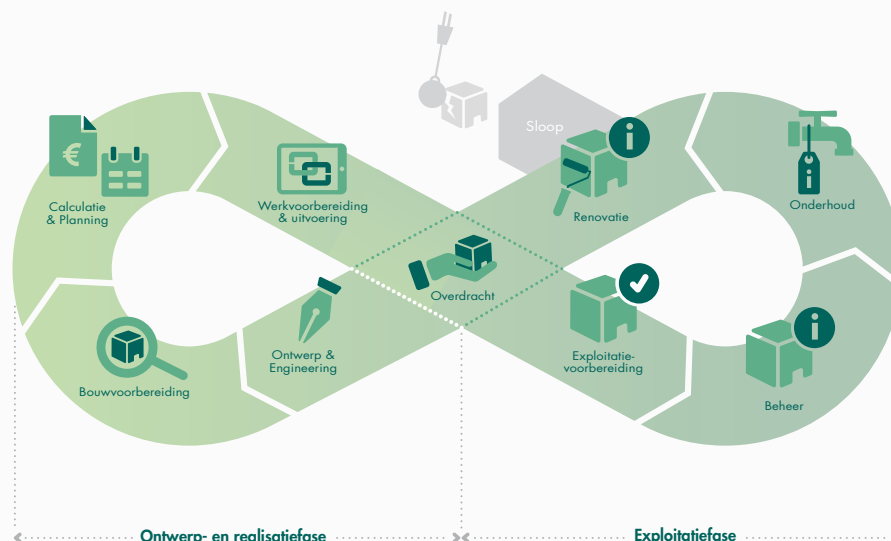 Sloop
Calculatie
& Planning
Werkvoorbereiding
& uitvoering
Renovatie
Onderhoud
Overdracht
Ontwerp &
Engineering
Exploitatie-
voorbereiding
Bouwvoorbereiding
Beheer
Ontwerp- en realisatiefase
Exploitatiefase